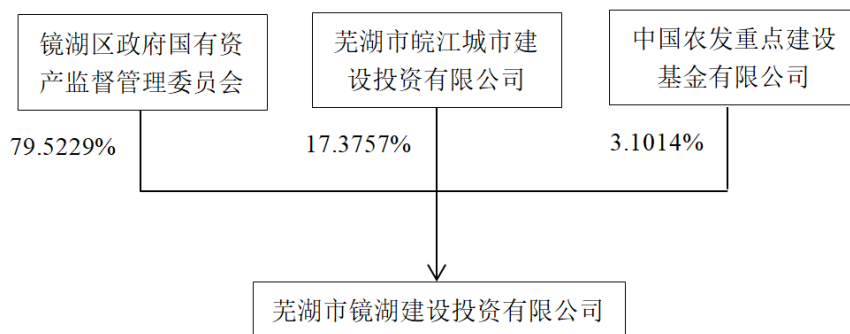 镜湖区政府国有资
产监督管理委员会
芜湖市皖江城市建
设投资有限公司
中国农发重点建设
基金有限公司
79.5229%
17.3757%
3.1014%
芜湖市镜湖建设投资有限公司